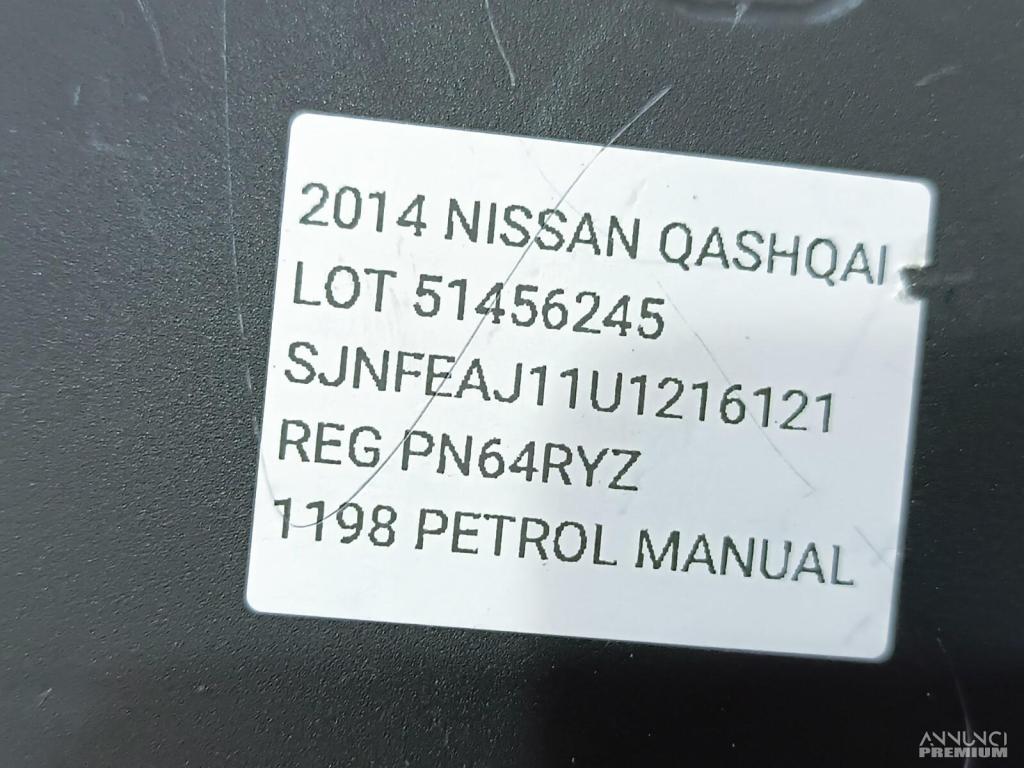 2014 NISSAN QASHQAI
LOT 51456245
SJNFEAJ11U1216121
REG PN64RYZ
1198 PETROL MANUAL
ANNUNCI
PREMIUM